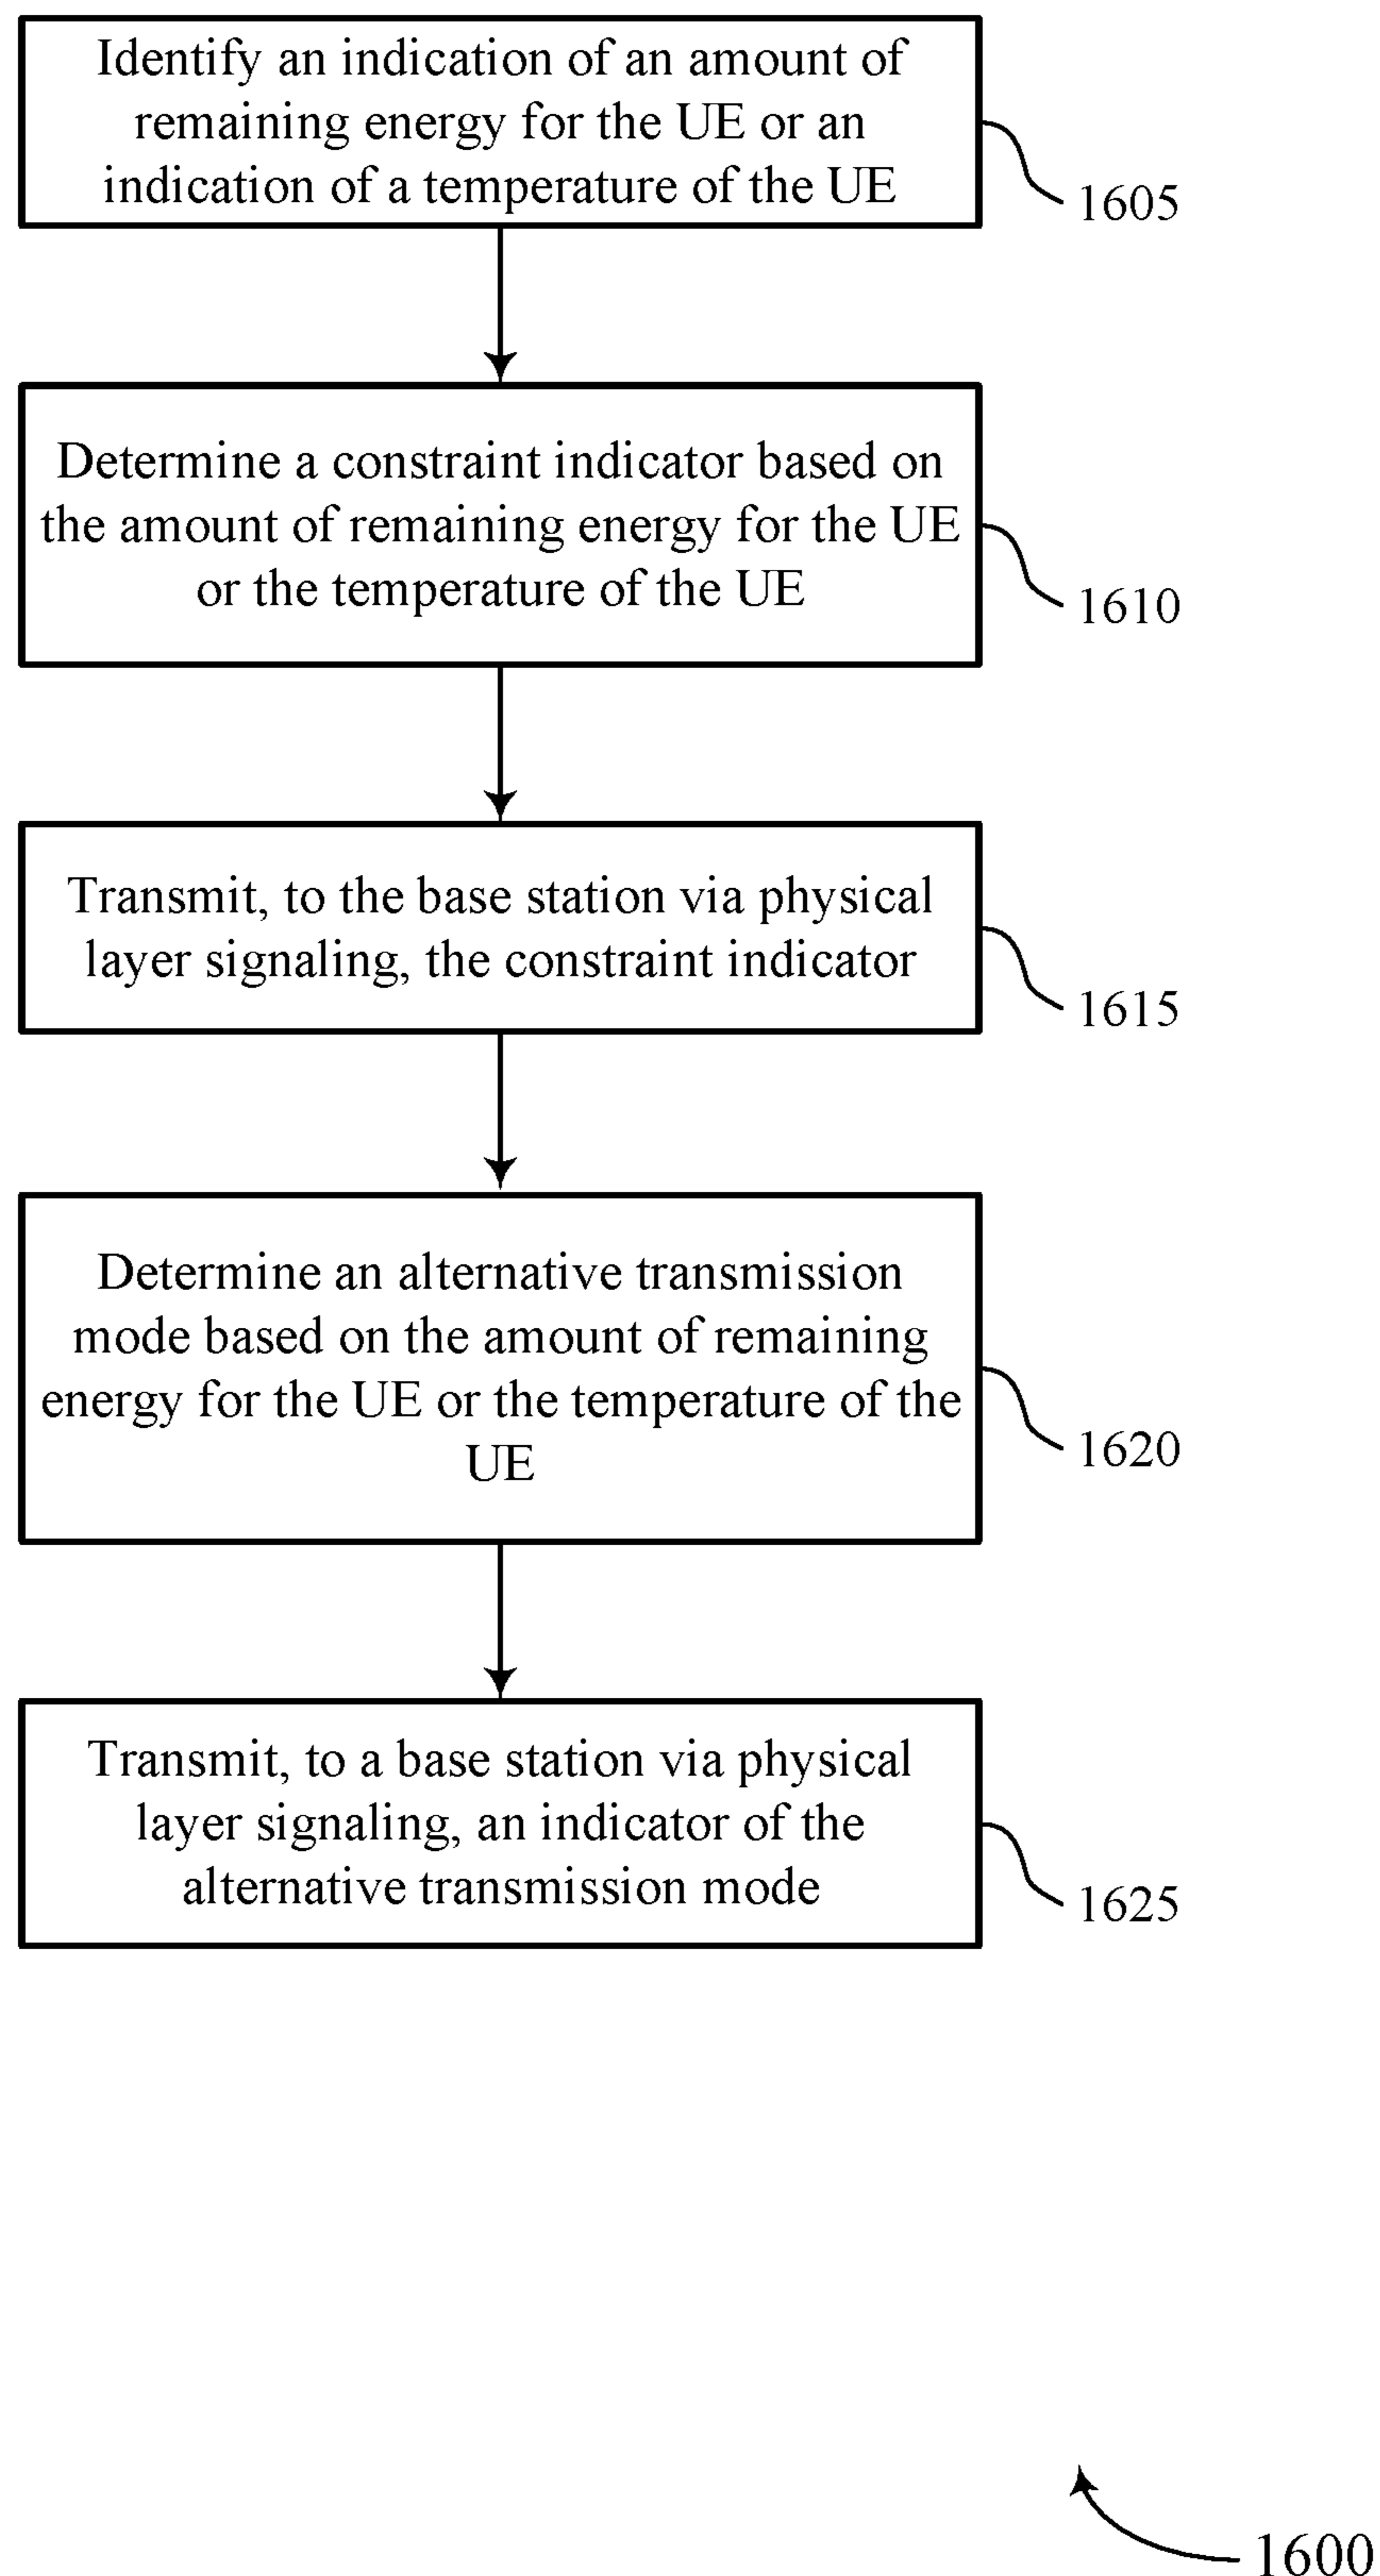 Identify an indication of an amount of
remaining energy for the UE or an
indication of a temperature of the UE
1605
Determine a constraint indicator based on
the amount of remaining energy for the UE
or the temperature of the UE
1610
Transmit, to the base station via physical
layer signaling, the constraint indicator
1615
Determine an alternative transmission
mode based on the amount of remaining
energy for the UE or the temperature of the
UE
1620
Transmit, to a base station via physical
layer signaling, an indicator of the
alternative transmission mode
1625
1600